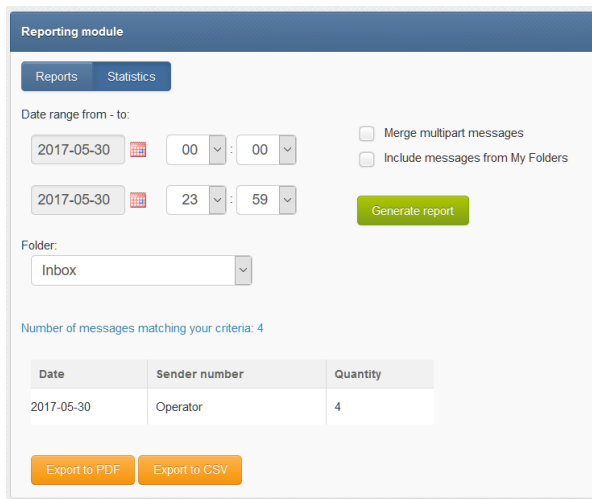 Reporting module
Reports Statistics
Date range from - to:
2017-05-30 00 : 00
Merge multipart messages
Include messages from My Folders
2017-05-30 23 : 59
Generate report
Folder:
Inbox
Number of messages matching your criteria: 4
Date Sender number Quantity
2017-05-30 Operator 4
Export to PDF Export to CSV